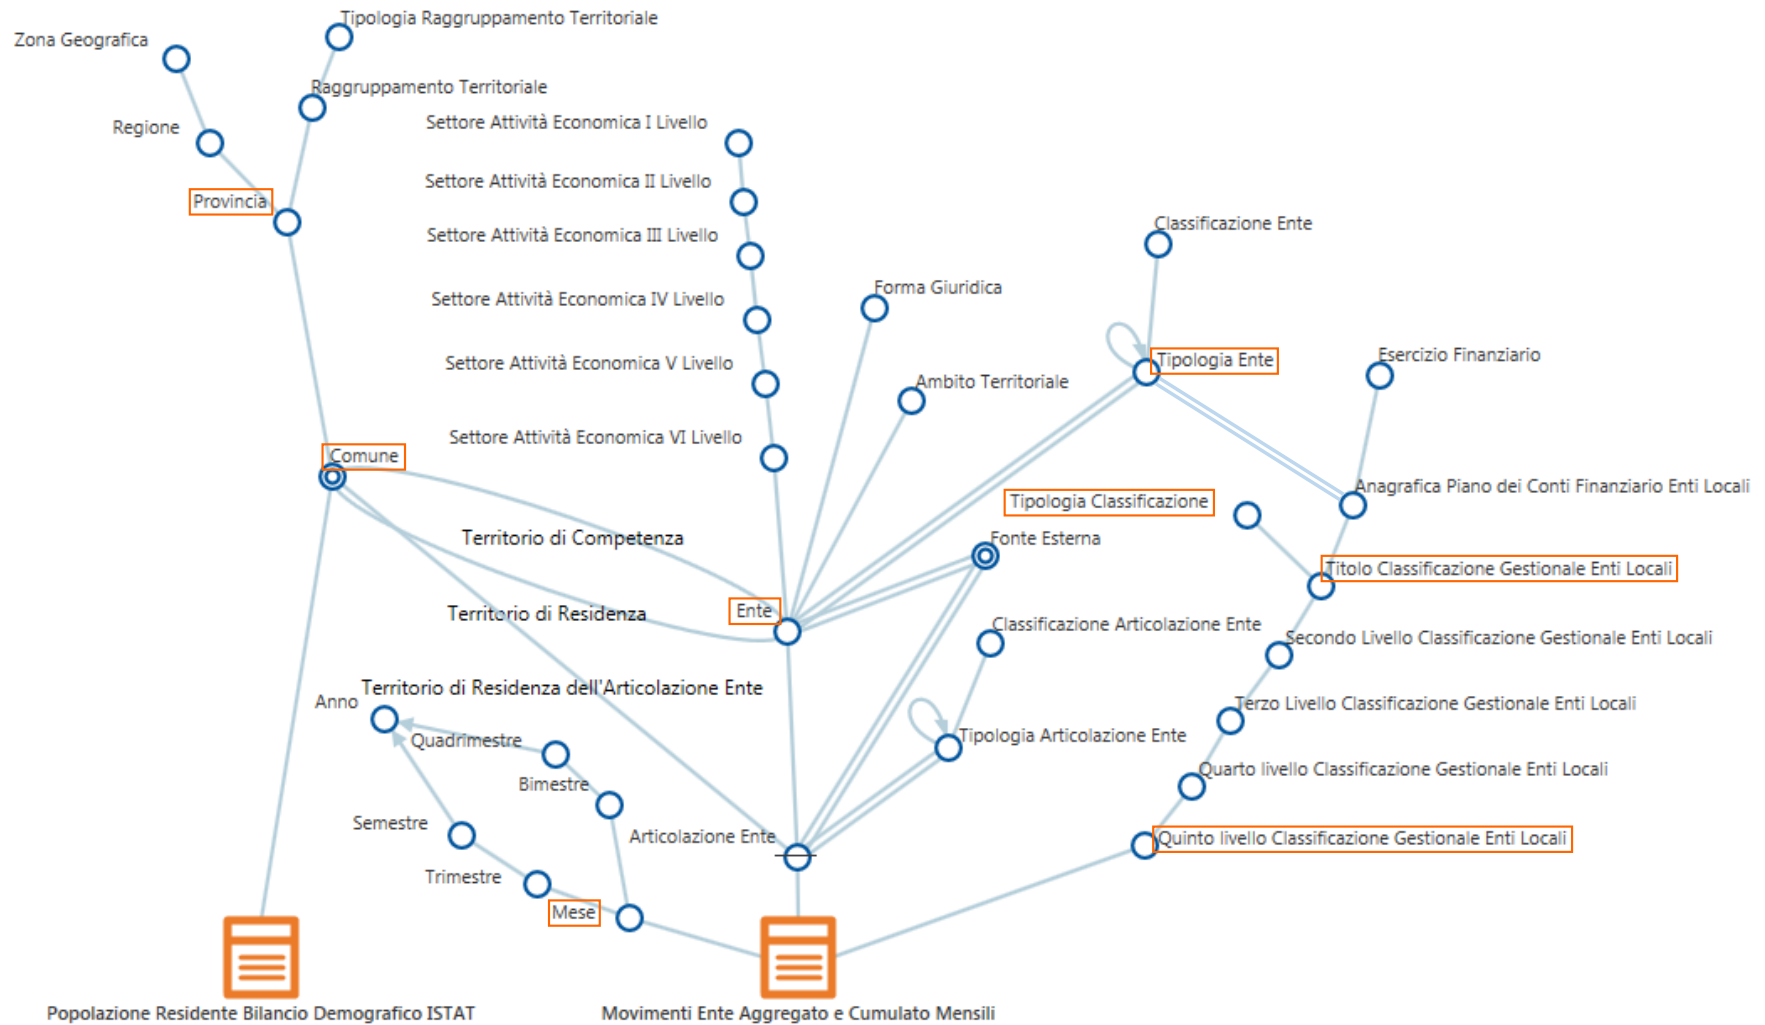 Tipologia Raggruppamento Territoriale
Zona Geografica
Raggruppamento Territoriale
Settore Attività Economica I Livello
Regione
Settore Attività Economica II Livello
Provincia
Classificazione Ente
Settore Attività Economica III Livello
Forma Giuridica
Settore Attività Economica IV Livello
Esercizio Finanziario
Tipologia Ente
Settore Attività Economica V Livello
Ambito Territoriale
Settore Attività Economica VI Livello
Comune
Anagrafica Piano dei Conti Finanziario Enti Locali
Tipologia Classificazione
Territorio di Competenza
Fonte Esterna
Titolo Classificazione Gestionale Enti Locali
Ente
Territorio di Residenza
Classificazione Articolazione Ente
Secondo Livello Classificazione Gestionale Enti Locali
Territorio di Residenza dell'Articolazione Ente
Anno
Terzo Livello Classificazione Gestionale Enti Locali
Quadrimestre
Tipologia Articolazione Ente
Quarto livello Classificazione Gestionale Enti Locali
Bimestre
Semestre
Articolazione Ente
Quinto livello Classificazione Gestionale Enti Locali
Trimestre
Mese
Popolazione Residente Bilancio Demografico ISTAT
Movimenti Ente Aggregato e Cumulato Mensili